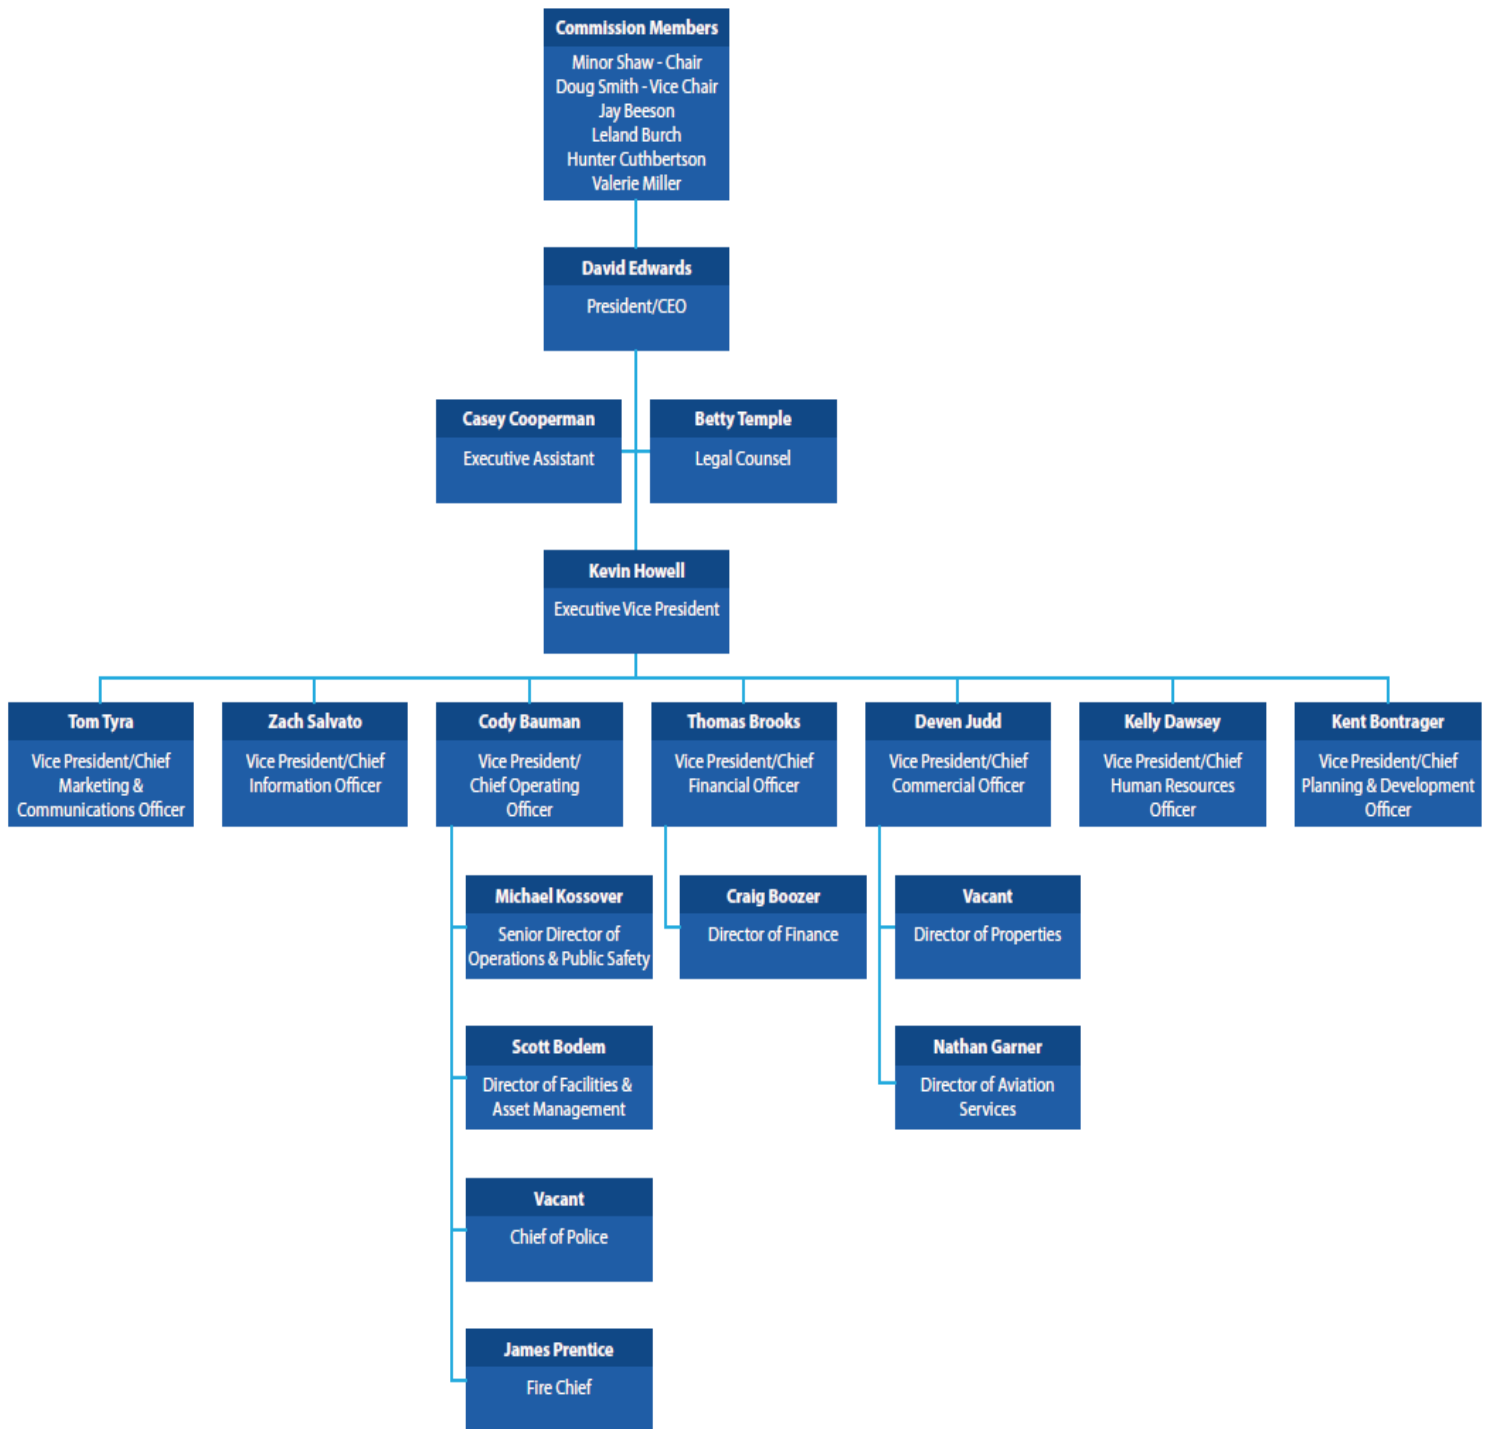 Commission Members
Minor Shaw - Chair
Doug Smith - Vice Chair
Jay Beeson
Leland Burch
Hunter Cuthbertson
Valerie Miller
David Edwards
President/CEO
Casey Cooperman
Executive Assistant
Betty Temple
Legal Counsel
Kevin Howell
Executive Vice President
Tom Tyra
Vice President/Chief
Marketing &
Communications Officer
Zach Salvato
Vice President/Chief
Information Officer
Cody Bauman
Vice President/
Chief Operating
Officer
Thomas Brooks
Vice President/Chief
Financial Officer
Deven Judd
Vice President/Chief
Commercial Officer
Kelly Dawsey
Vice President/Chief
Human Resources
Officer
Kent Bontrager
Vice President/Chief
Planning & Development
Officer
Michael Kossover
Senior Director of
Operations & Public Safety
Craig Boozer
Director of Finance
Vacant
Director of Properties
Scott Bodem
Director of Facilities &
Asset Management
Nathan Garner
Director of Aviation
Services
Vacant
Chief of Police
James Prentice
Fire Chief